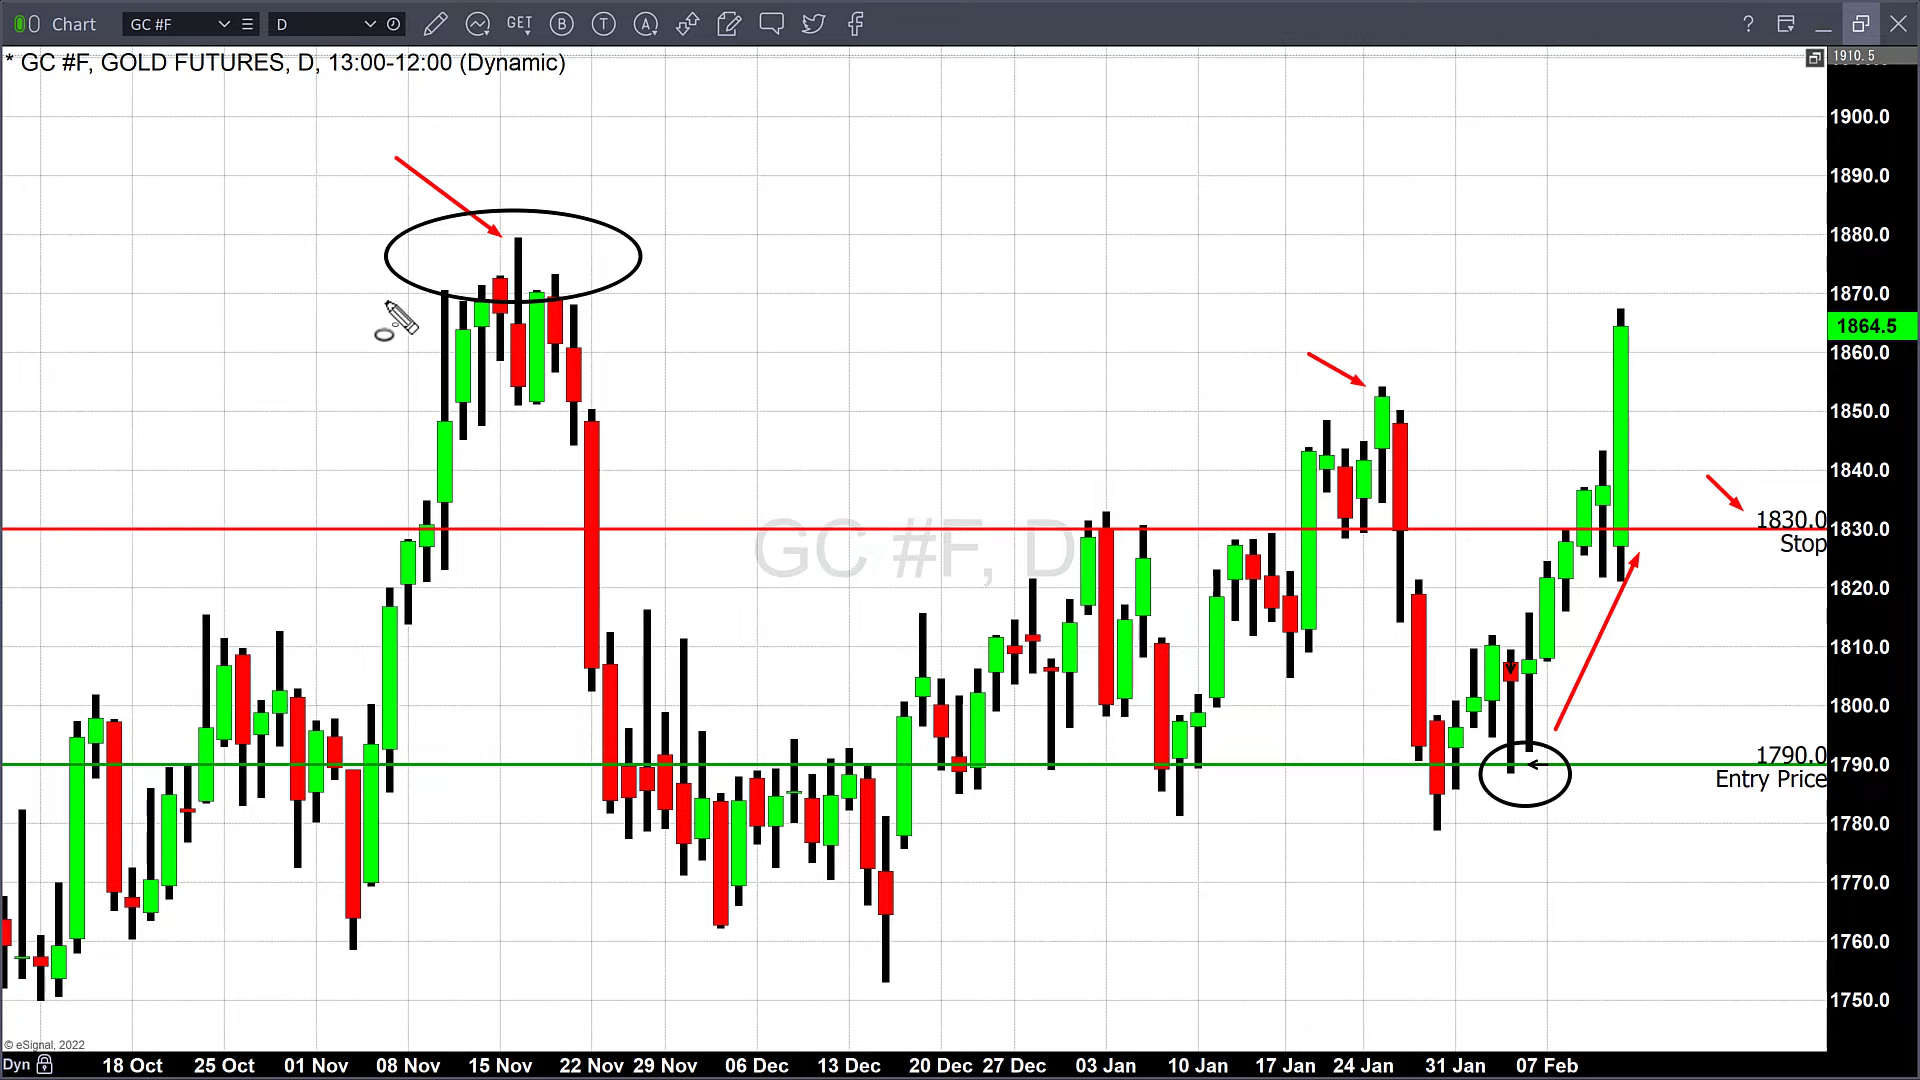 Chart GC #F D GET B T A ?
* GC #F, GOLD FUTURES, D, 13:00-12:00 (Dynamic)
1910.5
1900.0
1890.0
1880.0
1870.0
1864.5
1860.0
1850.0
1840.0
1830.0 1830.0
Stop
GC #F, D
1820.0
1810.0
1800.0
1790.0 1790.0
Entry Price
1780.0
1770.0
1760.0
1750.0
© eSignal, 2022
Dyn 18 Oct 25 Oct 01 Nov 08 Nov 15 Nov 22 Nov 29 Nov 06 Dec 13 Dec 20 Dec 27 Dec 03 Jan 10 Jan 17 Jan 24 Jan 31 Jan 07 Feb